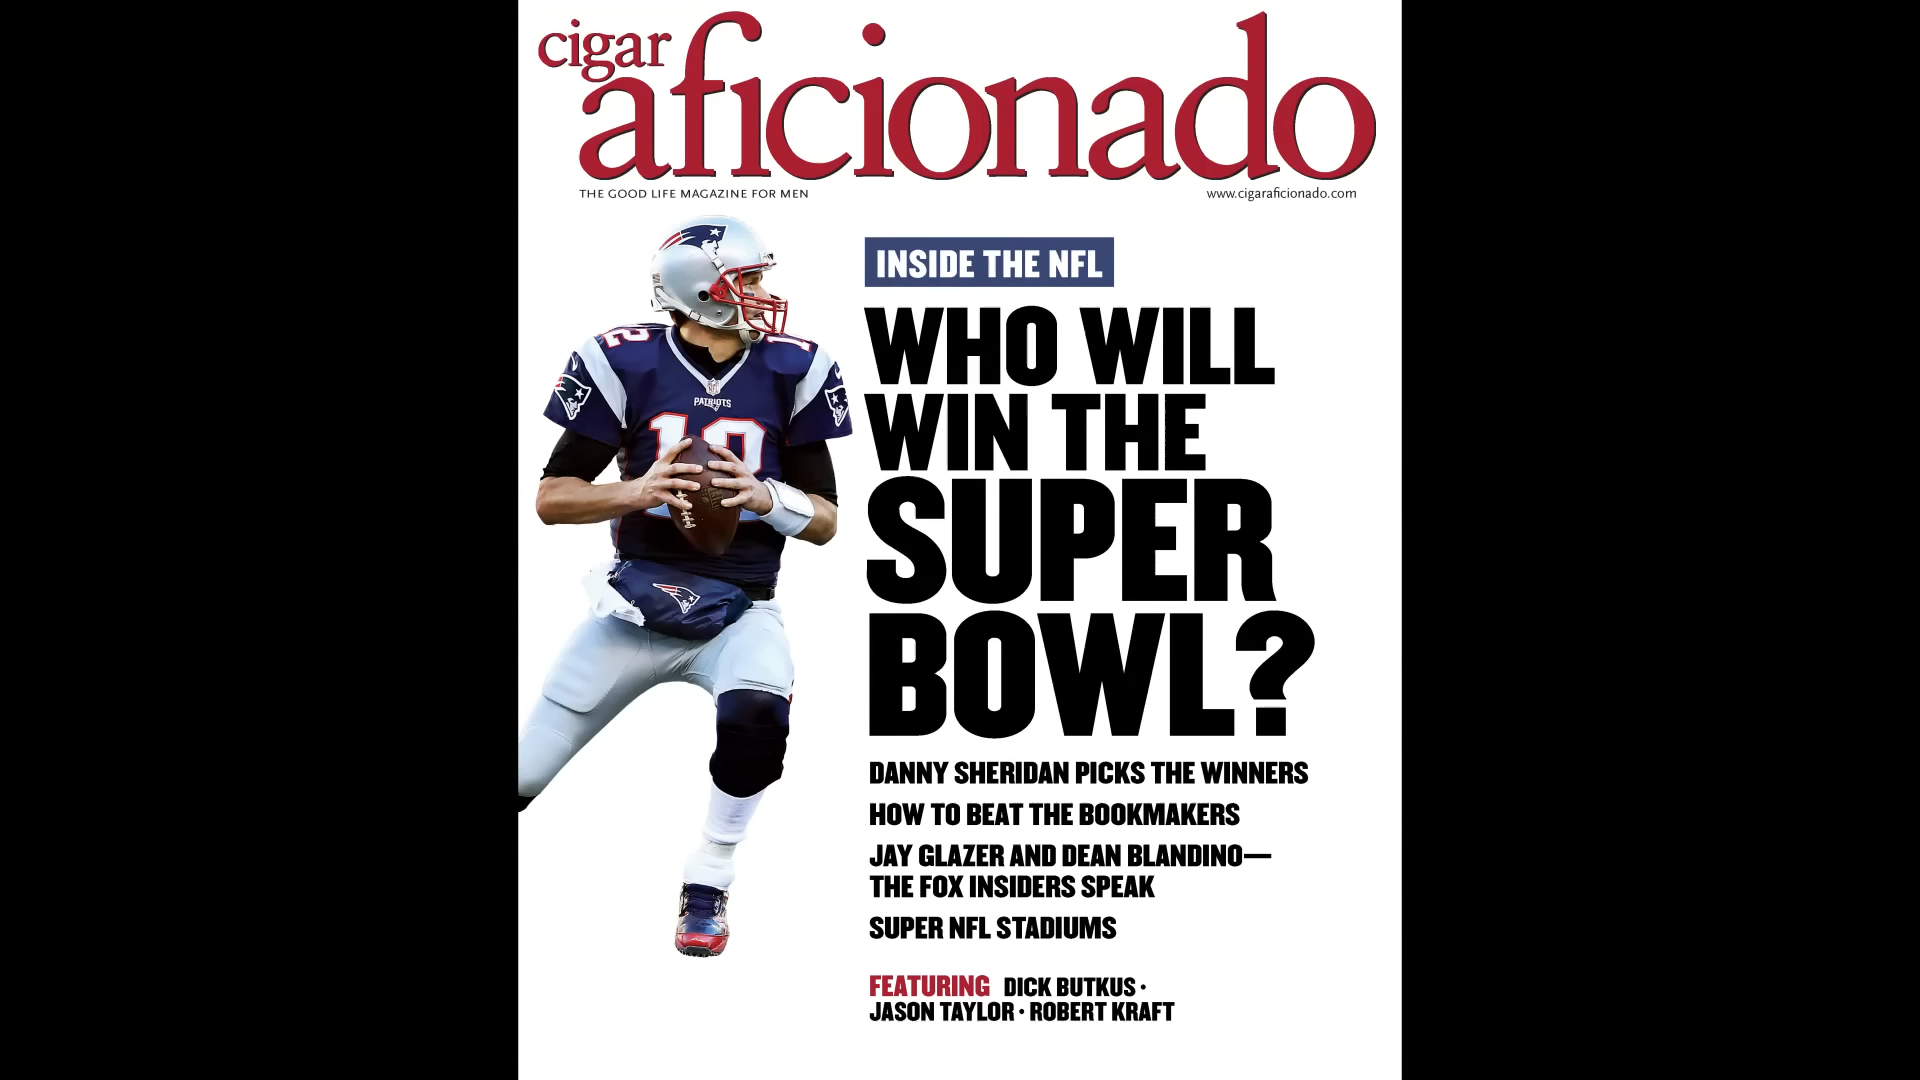 cigar
aficionado
THE GOOD LIFE MAGAZINE FOR MEN
www.cigaraficionado.com
INSIDE THE NFL
WHO WILL
WIN THE
SUPER
BOWL?
DANNY SHERIDAN PICKS THE WINNERS
HOW TO BEAT THE BOOKMAKERS
JAY GLAZER AND DEAN BLANDINO—
THE FOX INSIDERS SPEAK
SUPER NFL STADIUMS
FEATURING DICK BUTKUS •
JASON TAYLOR • ROBERT KRAFT
PATRIOTS
12